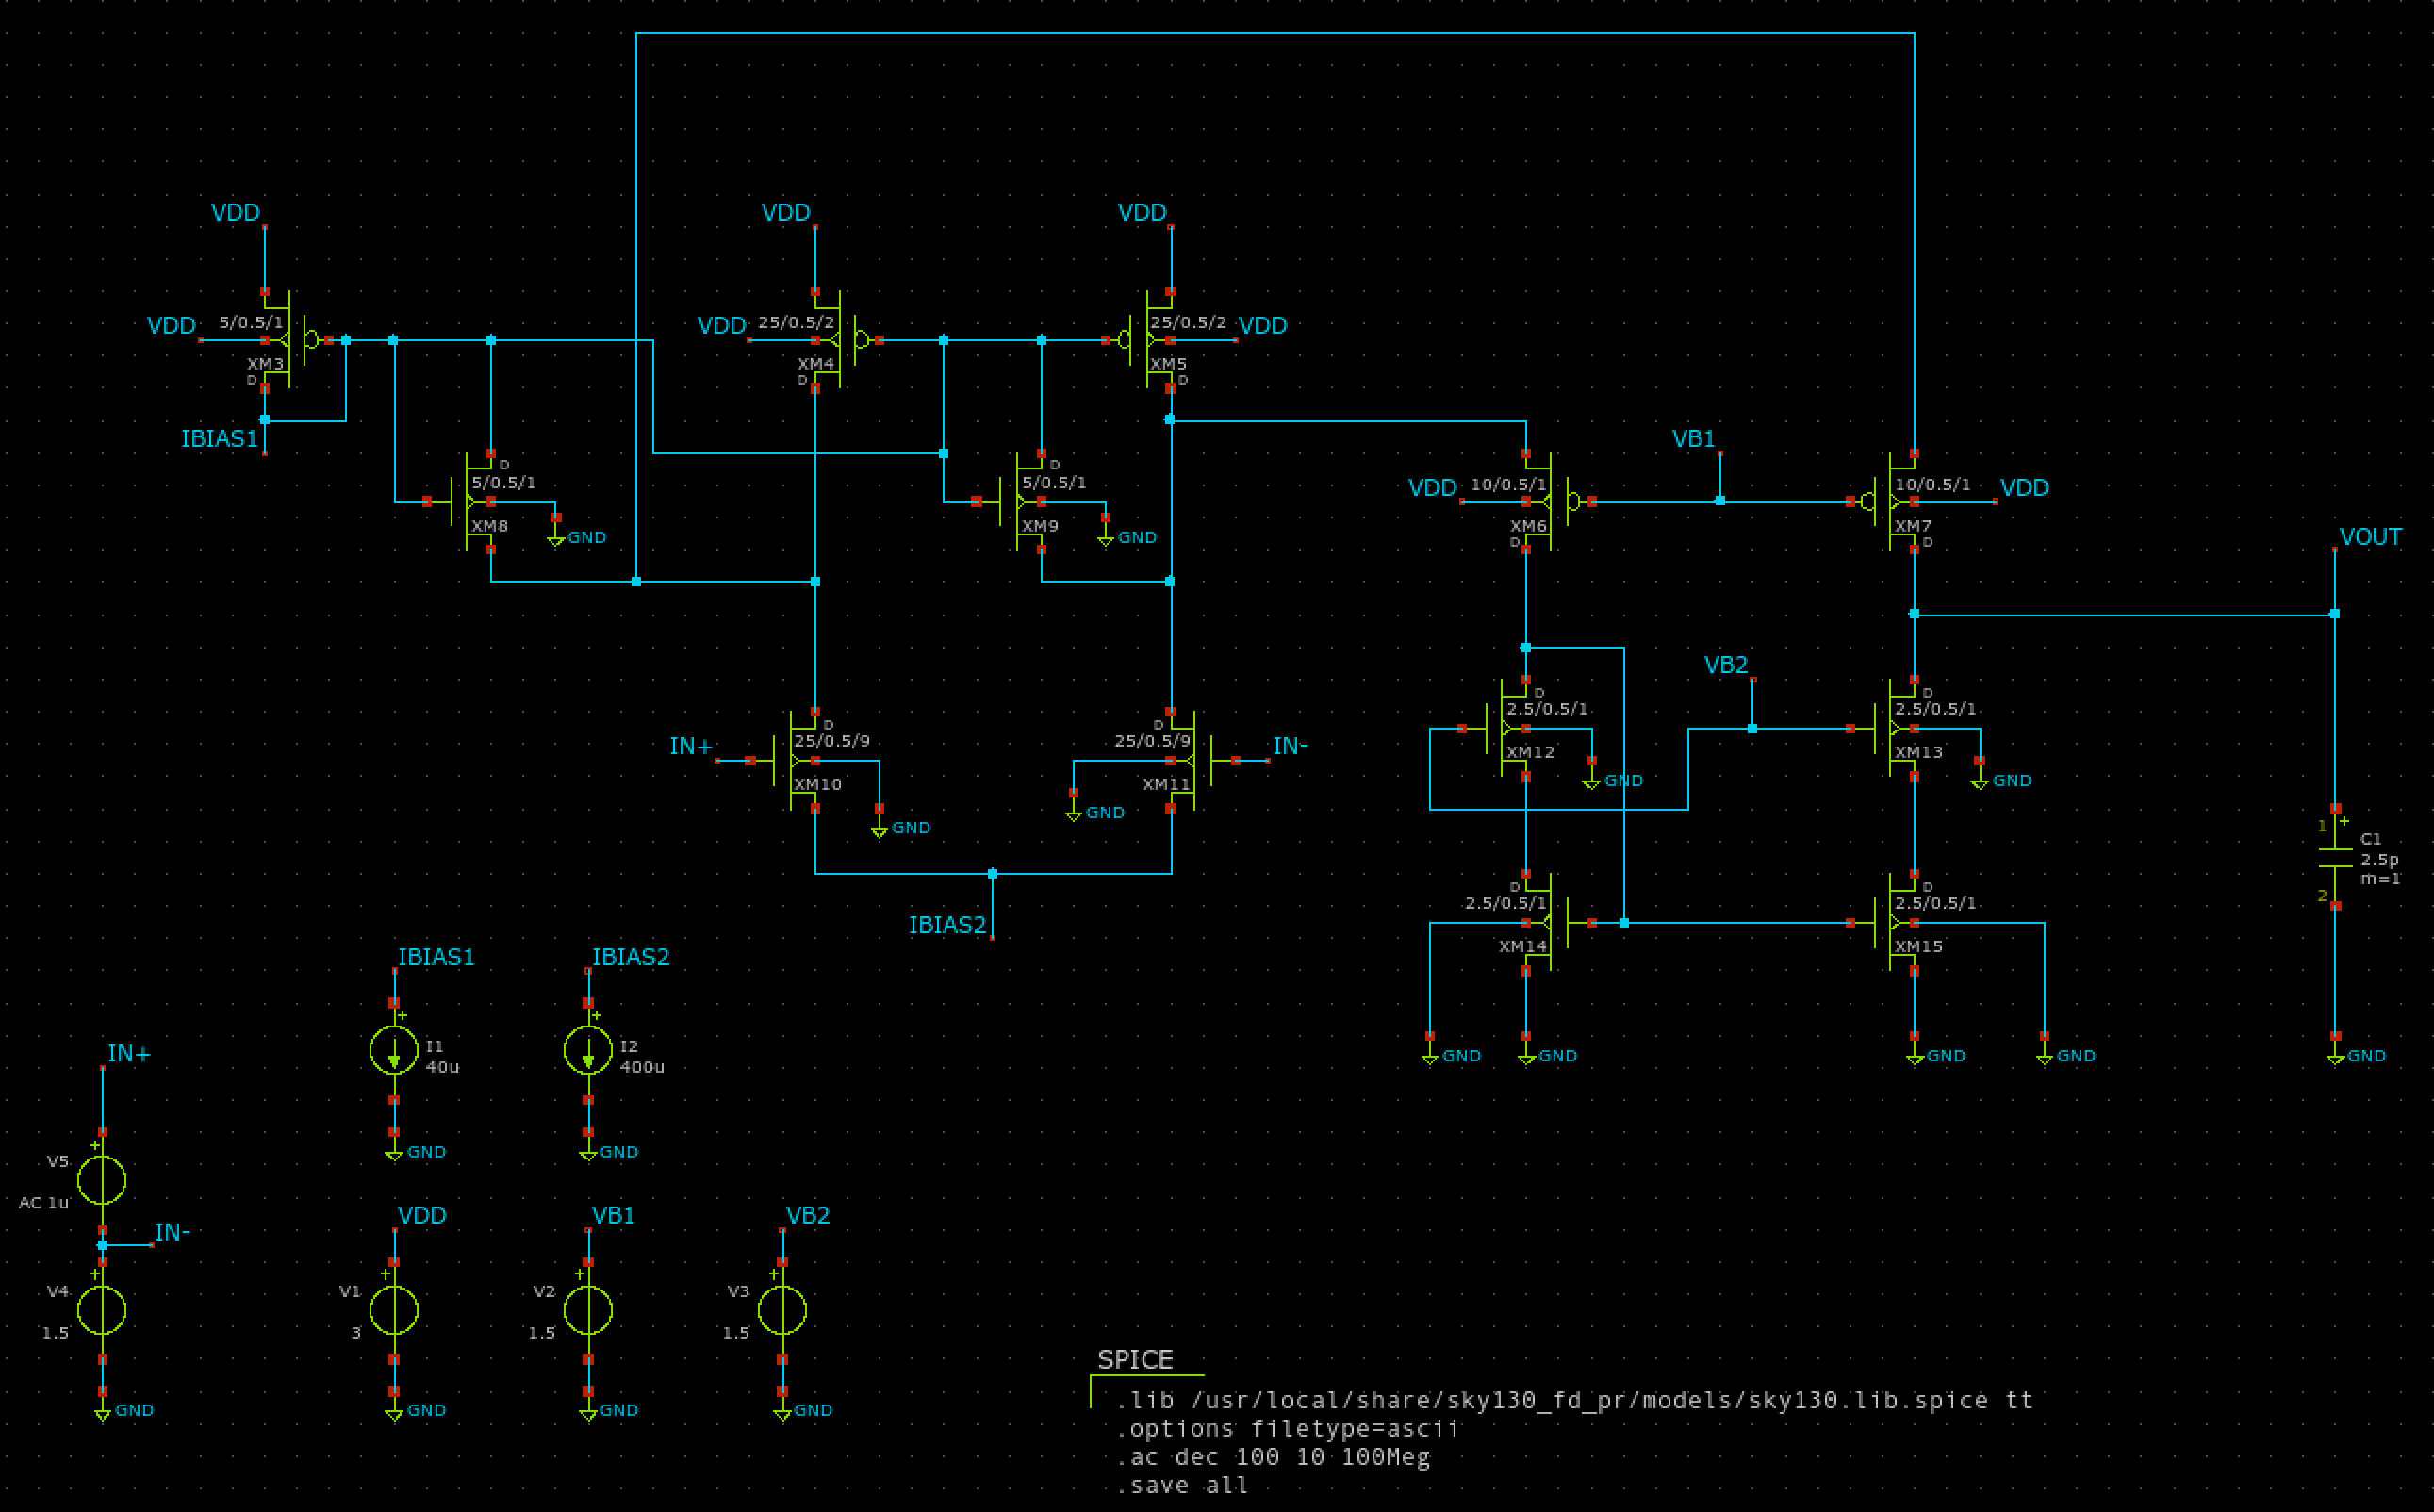 VDD
VDD
VDD
VDD
5/0.5/1
XM3
D
IBIAS1
VDD
25/0.5/2
XM4
D
25/0.5/2
VDD
XM5
D
D
5/0.5/1
XM8
GND
D
5/0.5/1
XM9
GND
VB1
VDD
10/0.5/1
XM6
D
10/0.5/1
VDD
XM7
D
VOUT
IN+
D
25/0.5/9
XM10
GND
D
25/0.5/9
XM11
IN-
GND
IBIAS2
VB2
D
2.5/0.5/1
XM12
GND
D
2.5/0.5/1
XM13
GND
D
2.5/0.5/1
XM14
D
2.5/0.5/1
XM15
GND
GND
GND
GND
1
+
C1
2.5p
m=1
2
GND
IBIAS1
+
I1
40u
GND
IBIAS2
+
I2
400u
GND
IN+
+
V5
AC 1u
IN-
+
V4
1.5
GND
VDD
+
V1
3
GND
VB1
+
V2
1.5
GND
VB2
+
V3
1.5
GND
SPICE
.lib /usr/local/share/sky130_fd_pr/models/sky130.lib.spice tt
.options filetype=ascii
.ac dec 100 10 100Meg
.save all